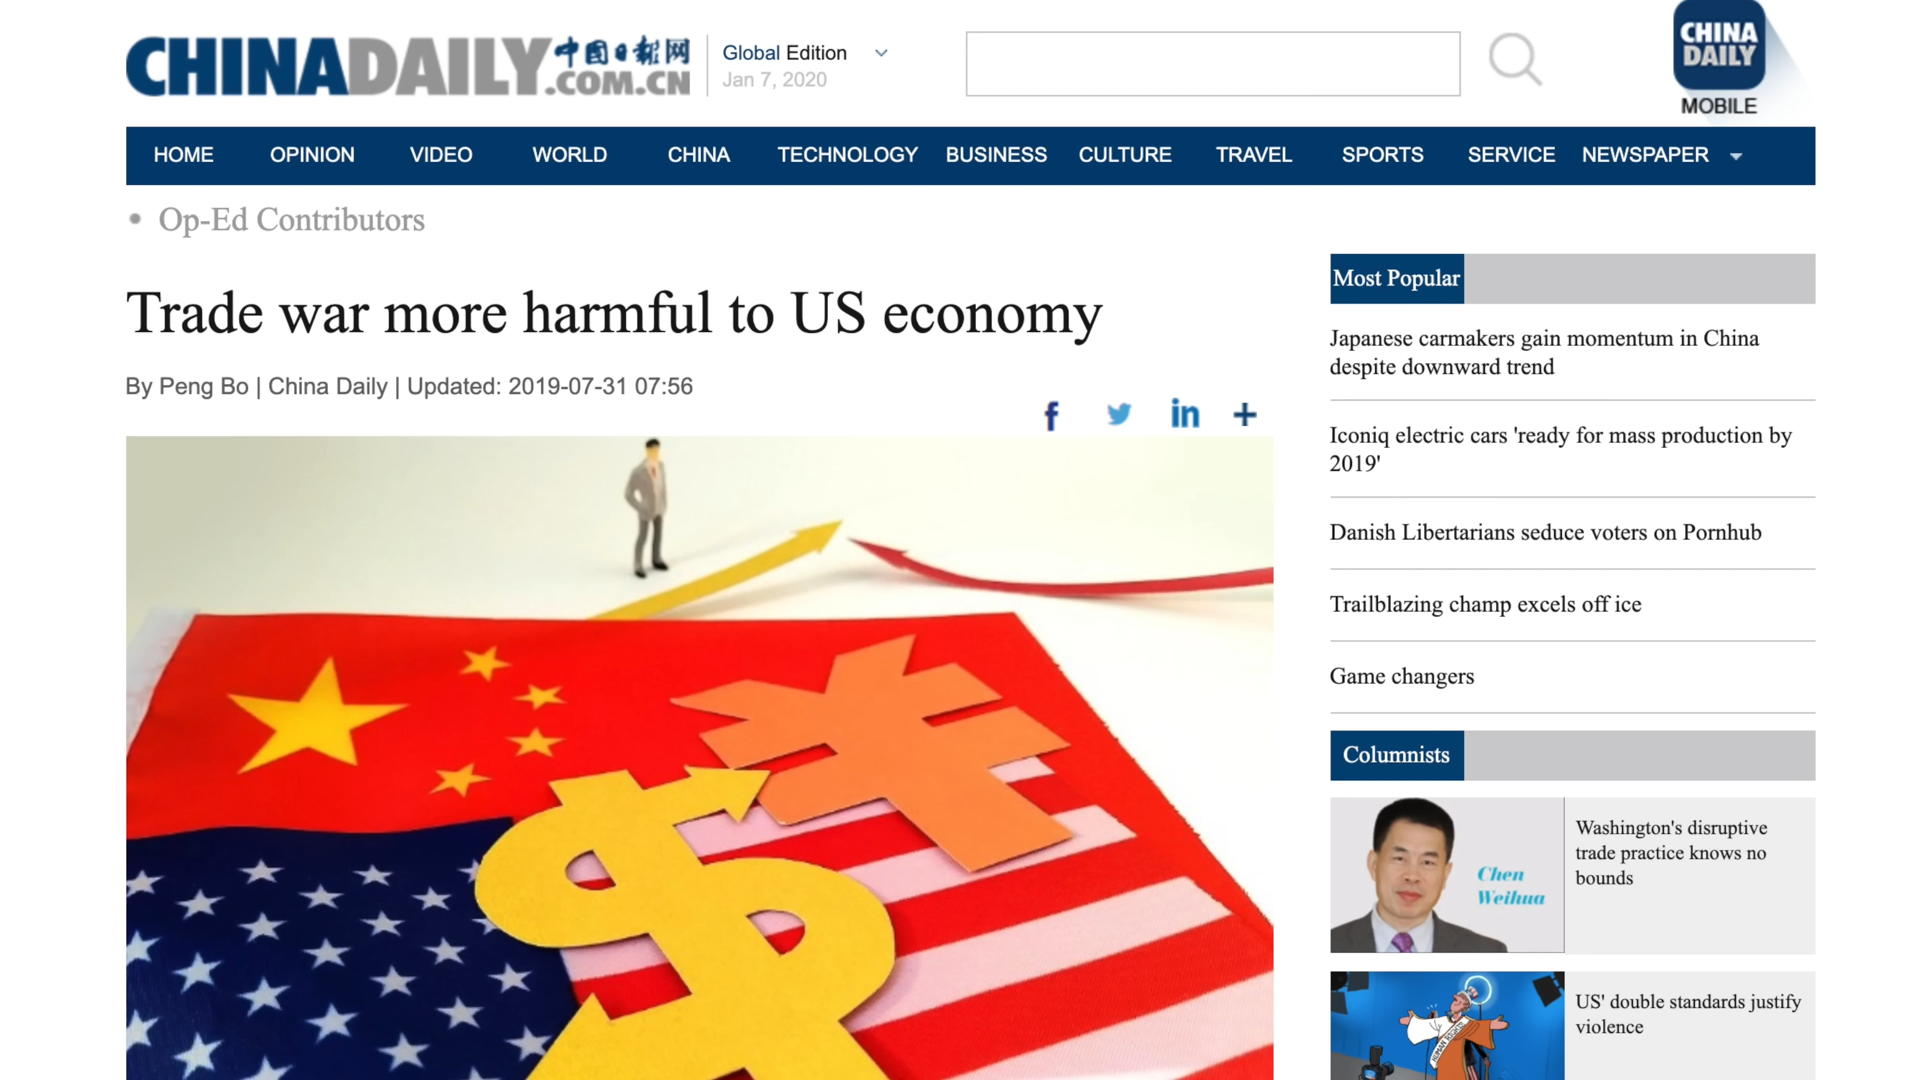 CHINADAILY中国日报网
.COM.CN
Global Edition
Jan 7, 2020
CHINA
DAILY
MOBILE
HOME OPINION VIDEO WORLD CHINA TECHNOLOGY BUSINESS CULTURE TRAVEL SPORTS SERVICE NEWSPAPER
• Op-Ed Contributors
Trade war more harmful to US economy
By Peng Bo | China Daily | Updated: 2019-07-31 07:56
Most Popular
Japanese carmakers gain momentum in China
despite downward trend
Iconiq electric cars 'ready for mass production by
2019'
Danish Libertarians seduce voters on Pornhub
Trailblazing champ excels off ice
Game changers
Columnists
Chen
Weihua
Washington's disruptive
trade practice knows no
bounds
US' double standards justify
violence
HUMAN RIGHTS